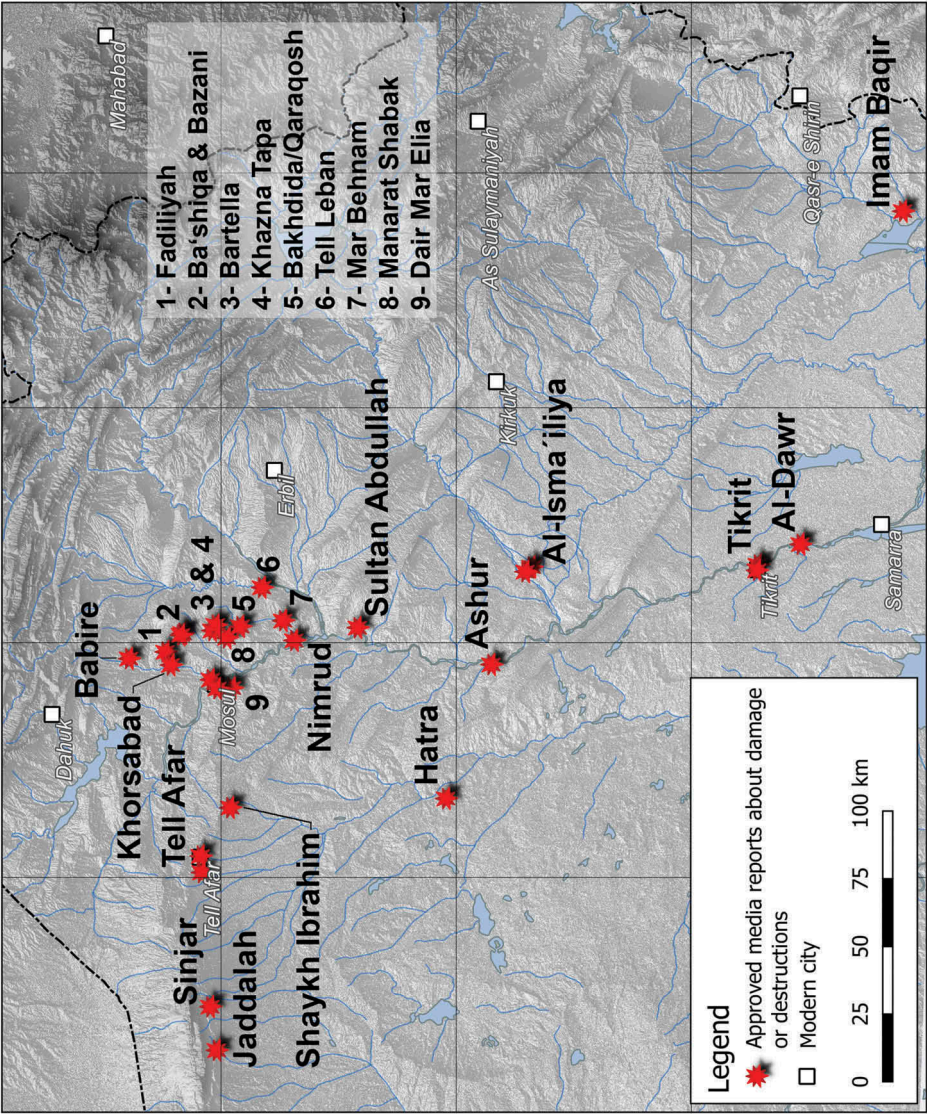 Mahabad
1- Fadiliyah
2- Ba‘shiqa & Bazani
3- Bartella
4- Khazna Tapa
5- Bakhdida/Qaraqosh
6- Tell Leban
7- Mar Behnam
8- Manarat Shabak
9- Dair Mar Elia
Dahuk
Babire
Khorsabad
1
2
3 & 4
5
6
7
8
9
Mosul
Erbil
Tell Afar
Tell Afar
Sinjar
Jaddalah
Shaykh Ibrahim
Nimrud
Sultan Abdullah
As Sulaymaniyah
Kirkuk
Hatra
Ashur
Al-Isma´iliya
Qasr-e Shirin
Imam Baqir
Tikrit
Tikrit
Al-Dawr
Samarra
Legend
Approved media reports about damage
or destructions
Modern city
0 25 50 75 100 km